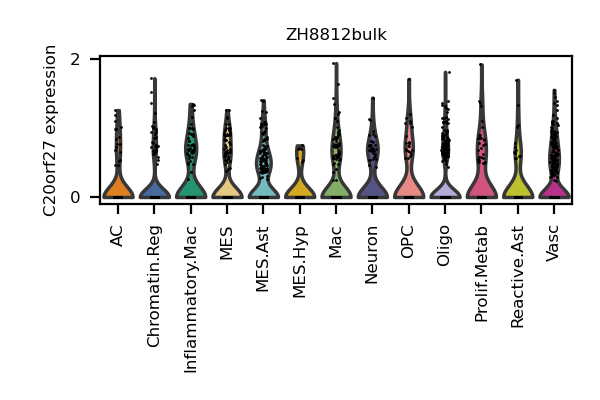 ZH8812bulk
C20orf27 expression
2
0
AC
Chromatin.Reg
Inflammatory.Mac
MES
MES.Ast
MES.Hyp
Mac
Neuron
OPC
Oligo
Prolif.Metab
Reactive.Ast
Vasc